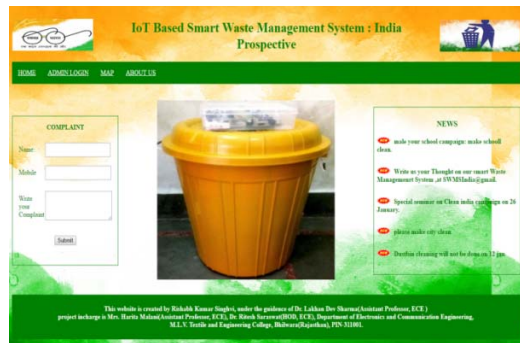 IoT Based Smart Waste Management System : India
Prospective
HOME ADMIN LOGIN MAP ABOUT US
COMPLAINT
Name
Mobile
Write
your
Complaint
Submit
NEWS
male your school campaign: make schooll
clean.
Write us your Thought on our smart Waste
Management System ,at SWMSIndia@gmail.
Special seminar on Clean india campaign on 26
January.
please make city clean
Dustbin cleaning will not be done on 12 jan
This website is created by Rishabh Kumar Singhvi, under the guidence of Dr. Lakhan Dev Sharma(Assistant Professor, ECE )
project incharge is Mrs. Harita Malani(Assistant Professor, ECE), Dr. Ritesh Saraswat(HOD, ECE), Department of Electronics and Communication Engineering,
M.L.V. Textile and Engineering College, Bhilwara(Rajasthan), PIN-311001.